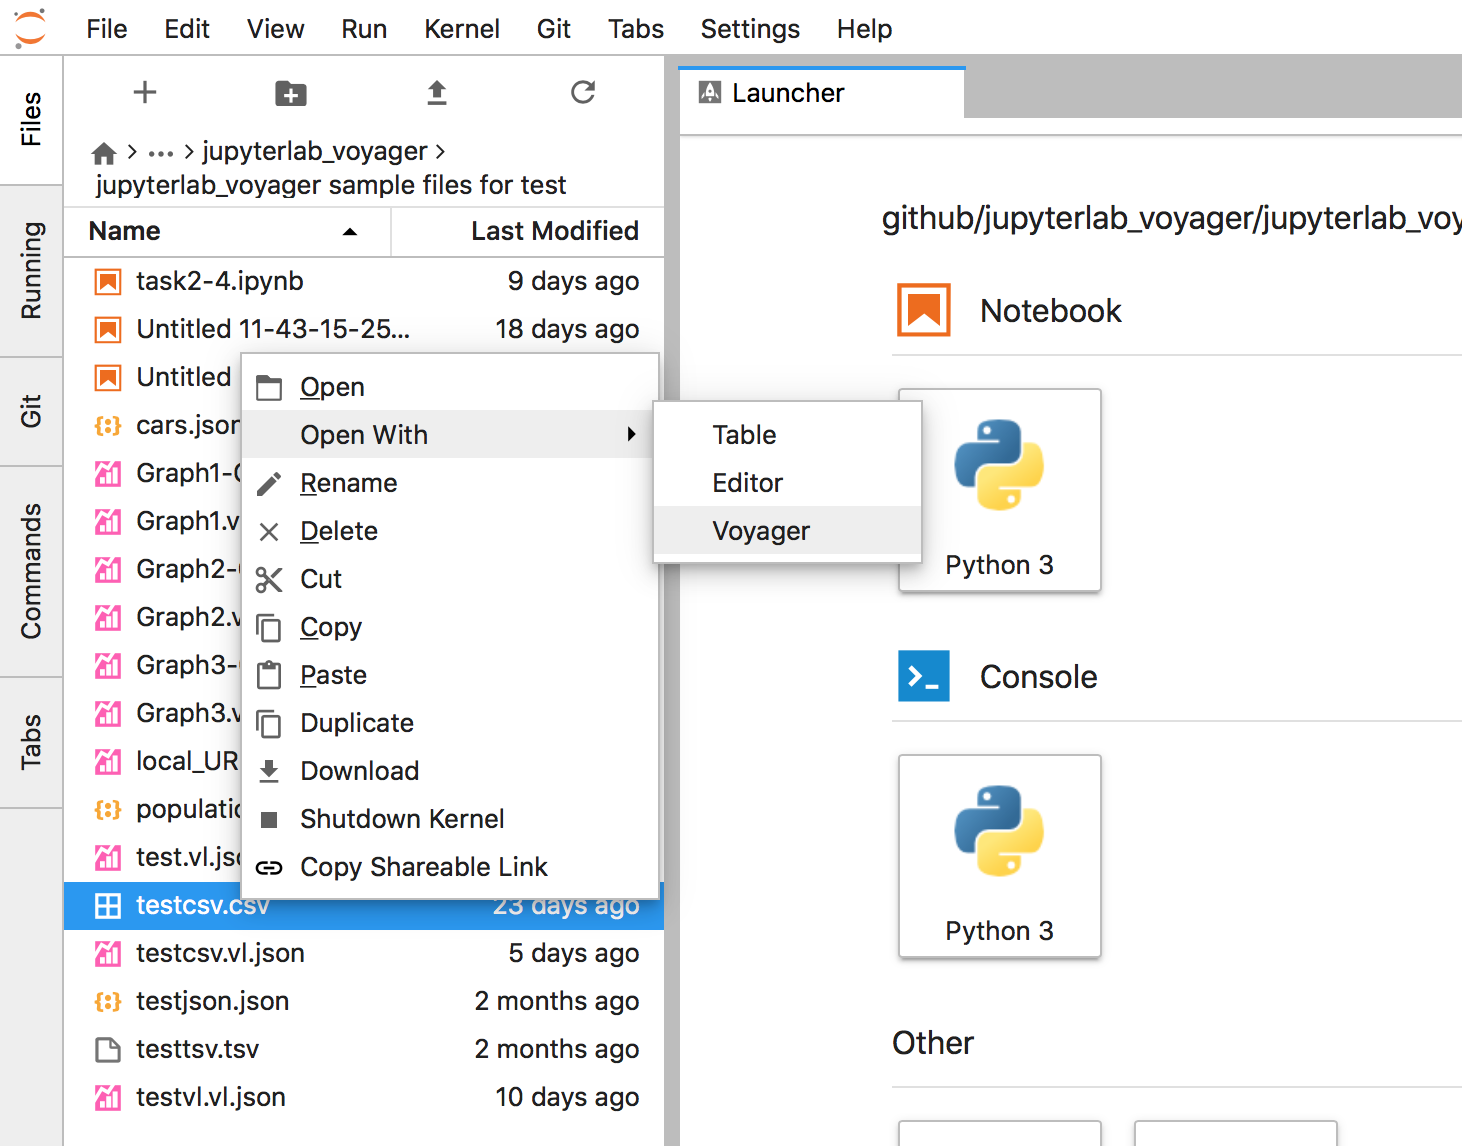 File Edit View Run Kernel Git Tabs Settings Help
Files
Running
Git
Commands
Tabs
jupyterlab_voyager
jupyterlab_voyager sample files for test
Name Last Modified
task2-4.ipynb 9 days ago
Untitled 11-43-15-25... 18 days ago
Untitled
cars.json
Graph1-
Graph1.v
Graph2-
Graph2.v
Graph3-
Graph3.v
local_UR
populatio
test.vl.jso
testcsv.csv 23 days ago
testcsv.vl.json 5 days ago
testjson.json 2 months ago
testtsv.tsv 2 months ago
testvl.vl.json 10 days ago
Open
Open With
Rename
Delete
Cut
Copy
Paste
Duplicate
Download
Shutdown Kernel
Copy Shareable Link
Table
Editor
Voyager
Launcher
github/jupyterlab_voyager/jupyterlab_voy
Notebook
Python 3
Console
Python 3
Other